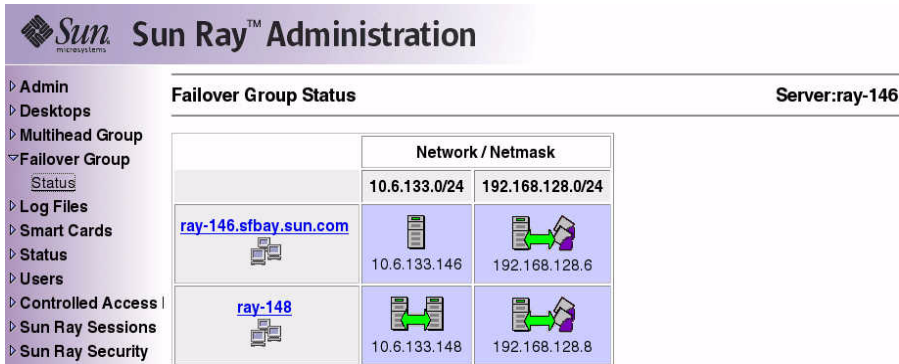 Sun microsystems Sun Ray™ Administration
Admin
Desktops
Multihead Group
Failover Group
Status
Log Files
Smart Cards
Status
Users
Controlled Access
Sun Ray Sessions
Sun Ray Security
Failover Group Status Server:ray-146
Network / Netmask
10.6.133.0/24 192.168.128.0/24
ray-146.sfbay.sun.com
10.6.133.146 192.168.128.6
ray-148
10.6.133.148 192.168.128.8